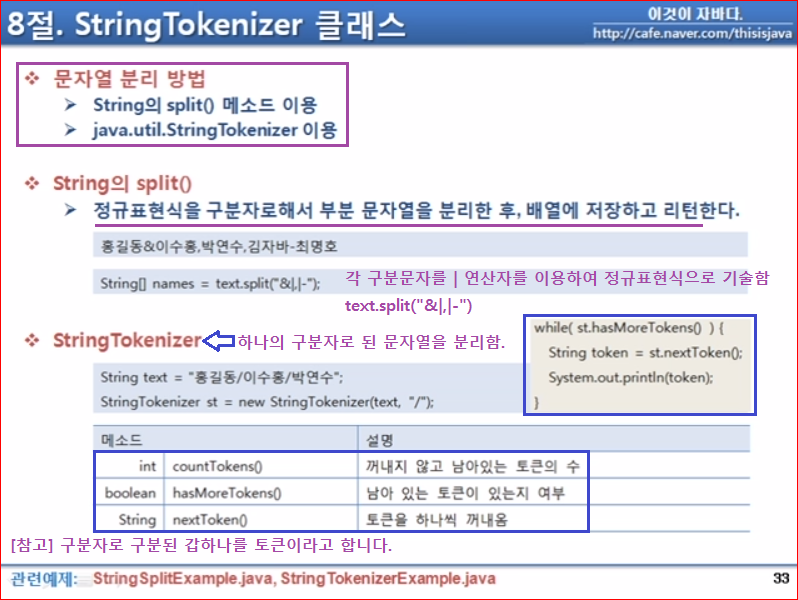 8절. StringTokenizer 클래스
이것이 자바다.
http://cafe.naver.com/thisisjava
❖ 문자열 분리 방법
➤ String의 split() 메소드 이용
➤ java.util.StringTokenizer 이용
❖ String의 split()
➤ 정규표현식을 구분자로해서 부분 문자열을 분리한 후, 배열에 저장하고 리턴한다.
홍길동&이수홍,박연수,김자바-최명호
String[] names = text.split("&|,|-");
각 구분문자를 | 연산자를 이용하여 정규표현식으로 기술함
text.split("&|,|-")
❖ StringTokenizer
하나의 구분자로 된 문자열을 분리함.
String text = "홍길동/이수홍/박연수";
StringTokenizer st = new StringTokenizer(text, "/");
while( st.hasMoreTokens() ) {
String token = st.nextToken();
System.out.println(token);
}
메소드 설명
int countTokens() 꺼내지 않고 남아있는 토큰의 수
boolean hasMoreTokens() 남아 있는 토큰이 있는지 여부
String nextToken() 토큰을 하나씩 꺼내옴
[참고] 구분자로 구분된 갑하나를 토큰이라고 합니다.
관련예제: StringSplitExample.java, StringTokenizerExample.java
33